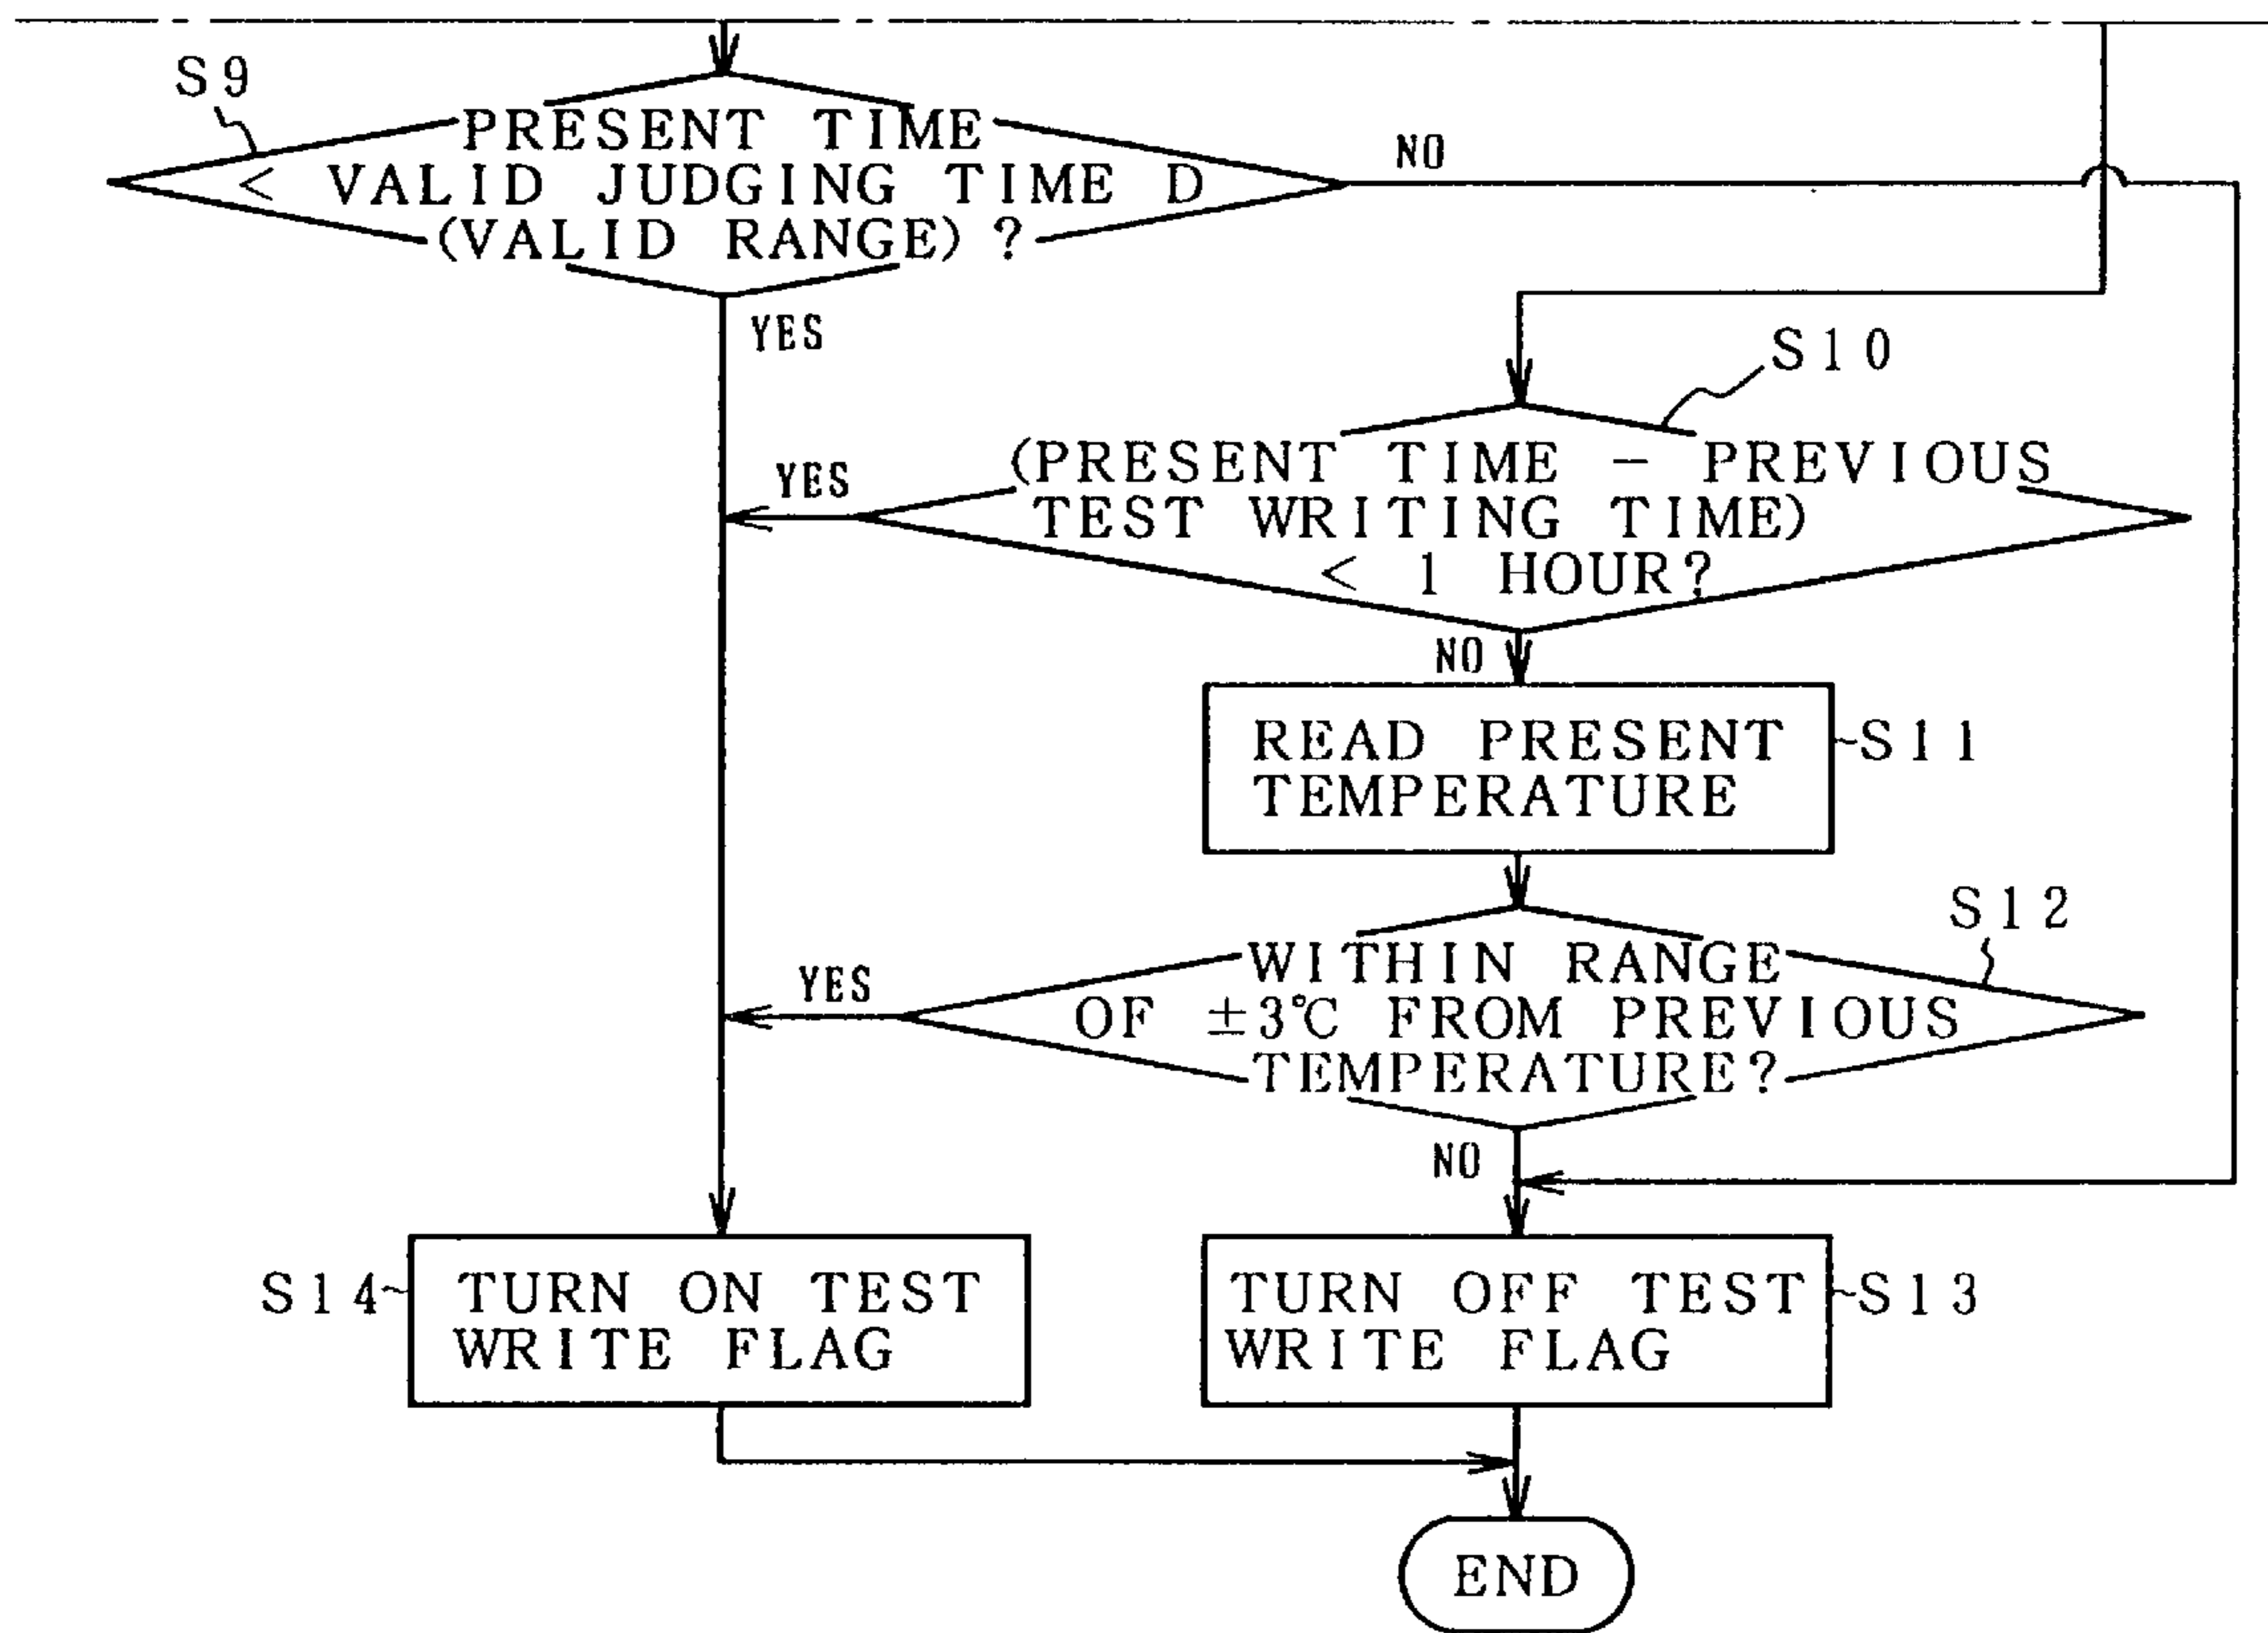 S9
PRESENT TIME
< VALID JUDGING TIME D
(VALID RANGE) ?
NO
YES
S10
(PRESENT TIME - PREVIOUS
TEST WRITING TIME)
< 1 HOUR?
YES
NO
READ PRESENT
TEMPERATURE
S11
S12
WITHIN RANGE
OF ±3℃ FROM PREVIOUS
TEMPERATURE?
YES
NO
S14
TURN ON TEST
WRITE FLAG
TURN OFF TEST
WRITE FLAG
S13
END